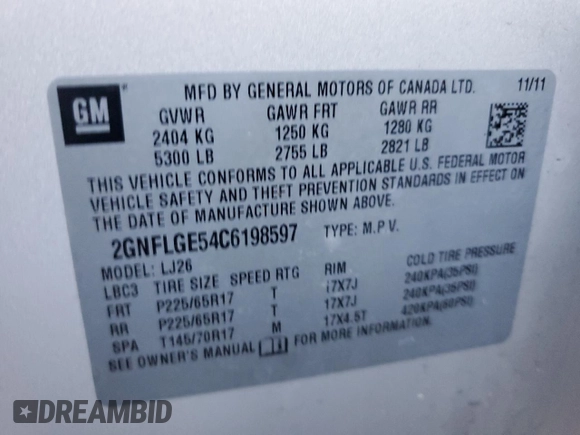 GM
MFD BY GENERAL MOTORS OF CANADA LTD. 11/11
GVWR GAWR FRT GAWR RR
2404 KG 1250 KG 1280 KG
5300 LB 2755 LB 2821 LB
THIS VEHICLE CONFORMS TO ALL APPLICABLE U.S. FEDERAL MOTOR
VEHICLE SAFETY AND THEFT PREVENTION STANDARDS IN EFFECT ON
THE DATE OF MANUFACTURE SHOWN ABOVE.
2GNFLGE54C6198597 TYPE: M.P.V.
MODEL: LJ26
LBC3 TIRE SIZE SPEED RTG RIM COLD TIRE PRESSURE
FRT P225/65R17 T 17X7J 240KPA(35PSI)
RR P225/65R17 T 17X7J 240KPA(35PSI)
SPA T145/70R17 M 17X4.5T 420KPA(60PSI)
SEE OWNER'S MANUAL FOR MORE INFORMATION.
DREAMBID